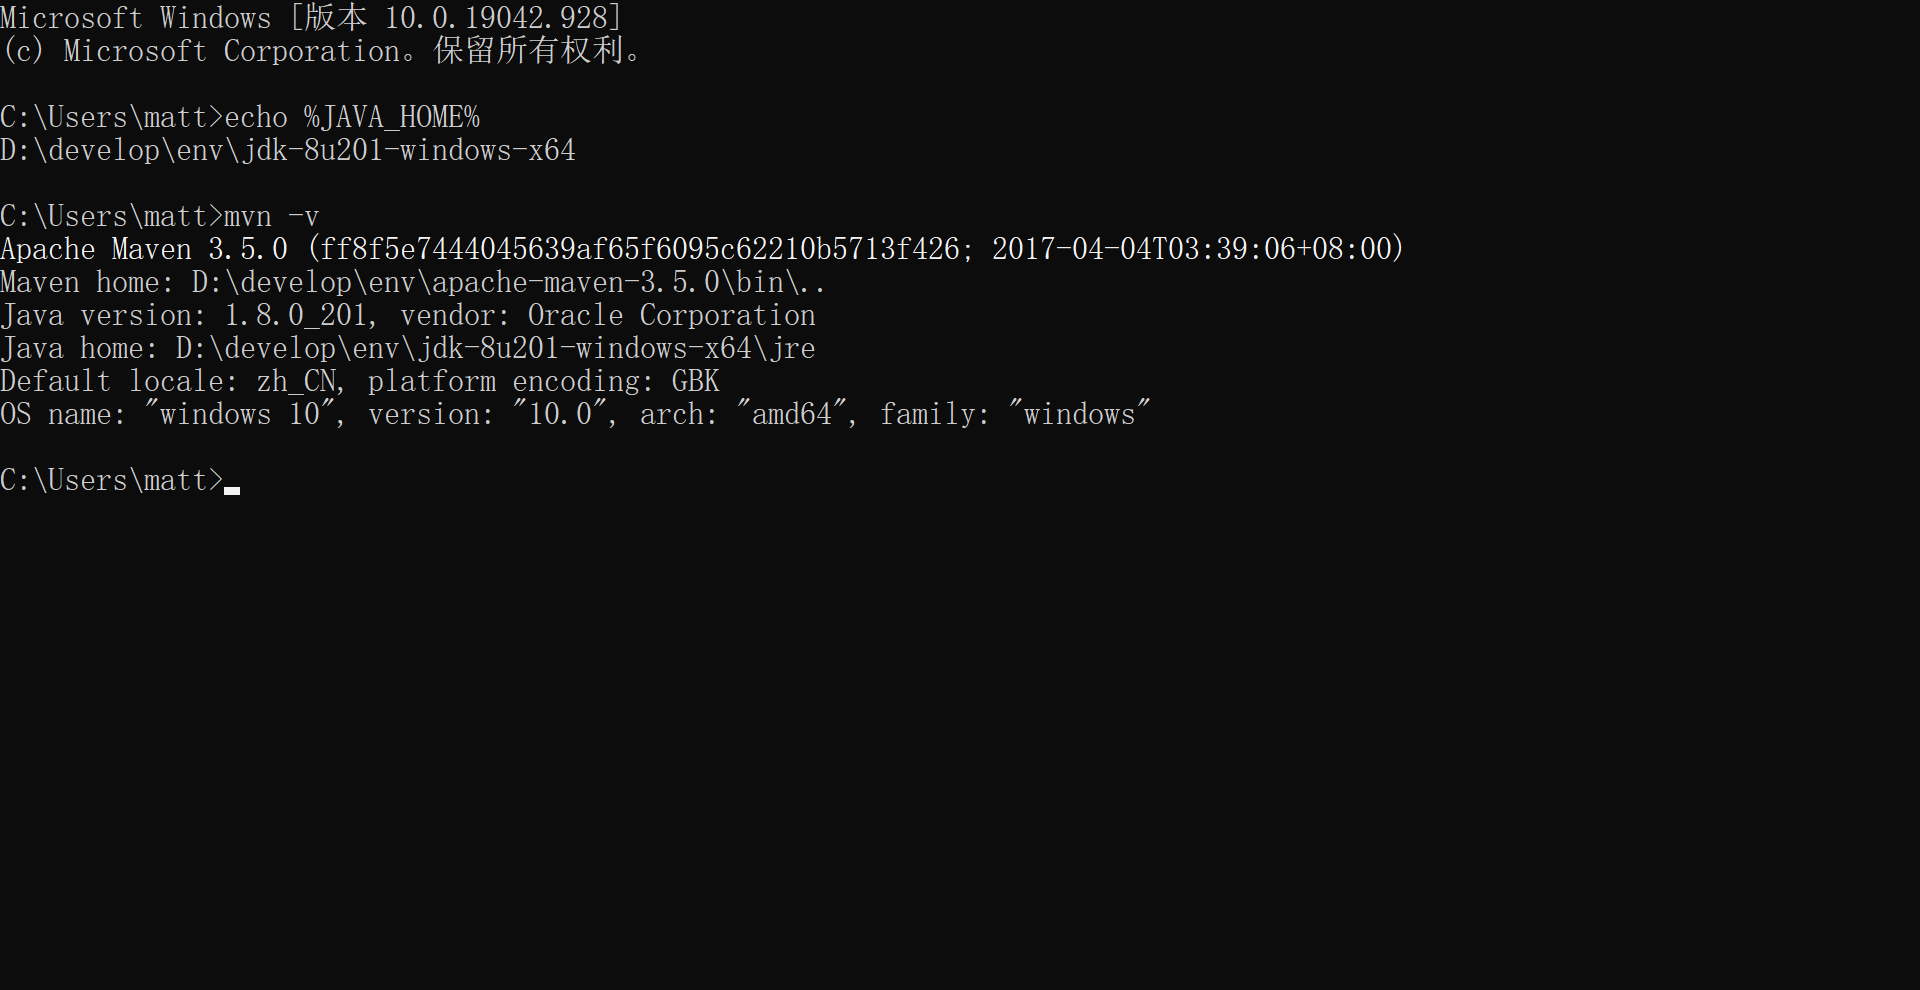 Microsoft Windows [版本 10.0.19042.928]
(c) Microsoft Corporation。保留所有权利。
C:\Users\matt>echo %JAVA_HOME%
D:\develop\env\jdk-8u201-windows-x64
C:\Users\matt>mvn -v
Apache Maven 3.5.0 (ff8f5e7444045639af65f6095c62210b5713f426; 2017-04-04T03:39:06+08:00)
Maven home: D:\develop\env\apache-maven-3.5.0\bin\..
Java version: 1.8.0_201, vendor: Oracle Corporation
Java home: D:\develop\env\jdk-8u201-windows-x64\jre
Default locale: zh_CN, platform encoding: GBK
OS name: "windows 10", version: "10.0", arch: "amd64", family: "windows"
C:\Users\matt>